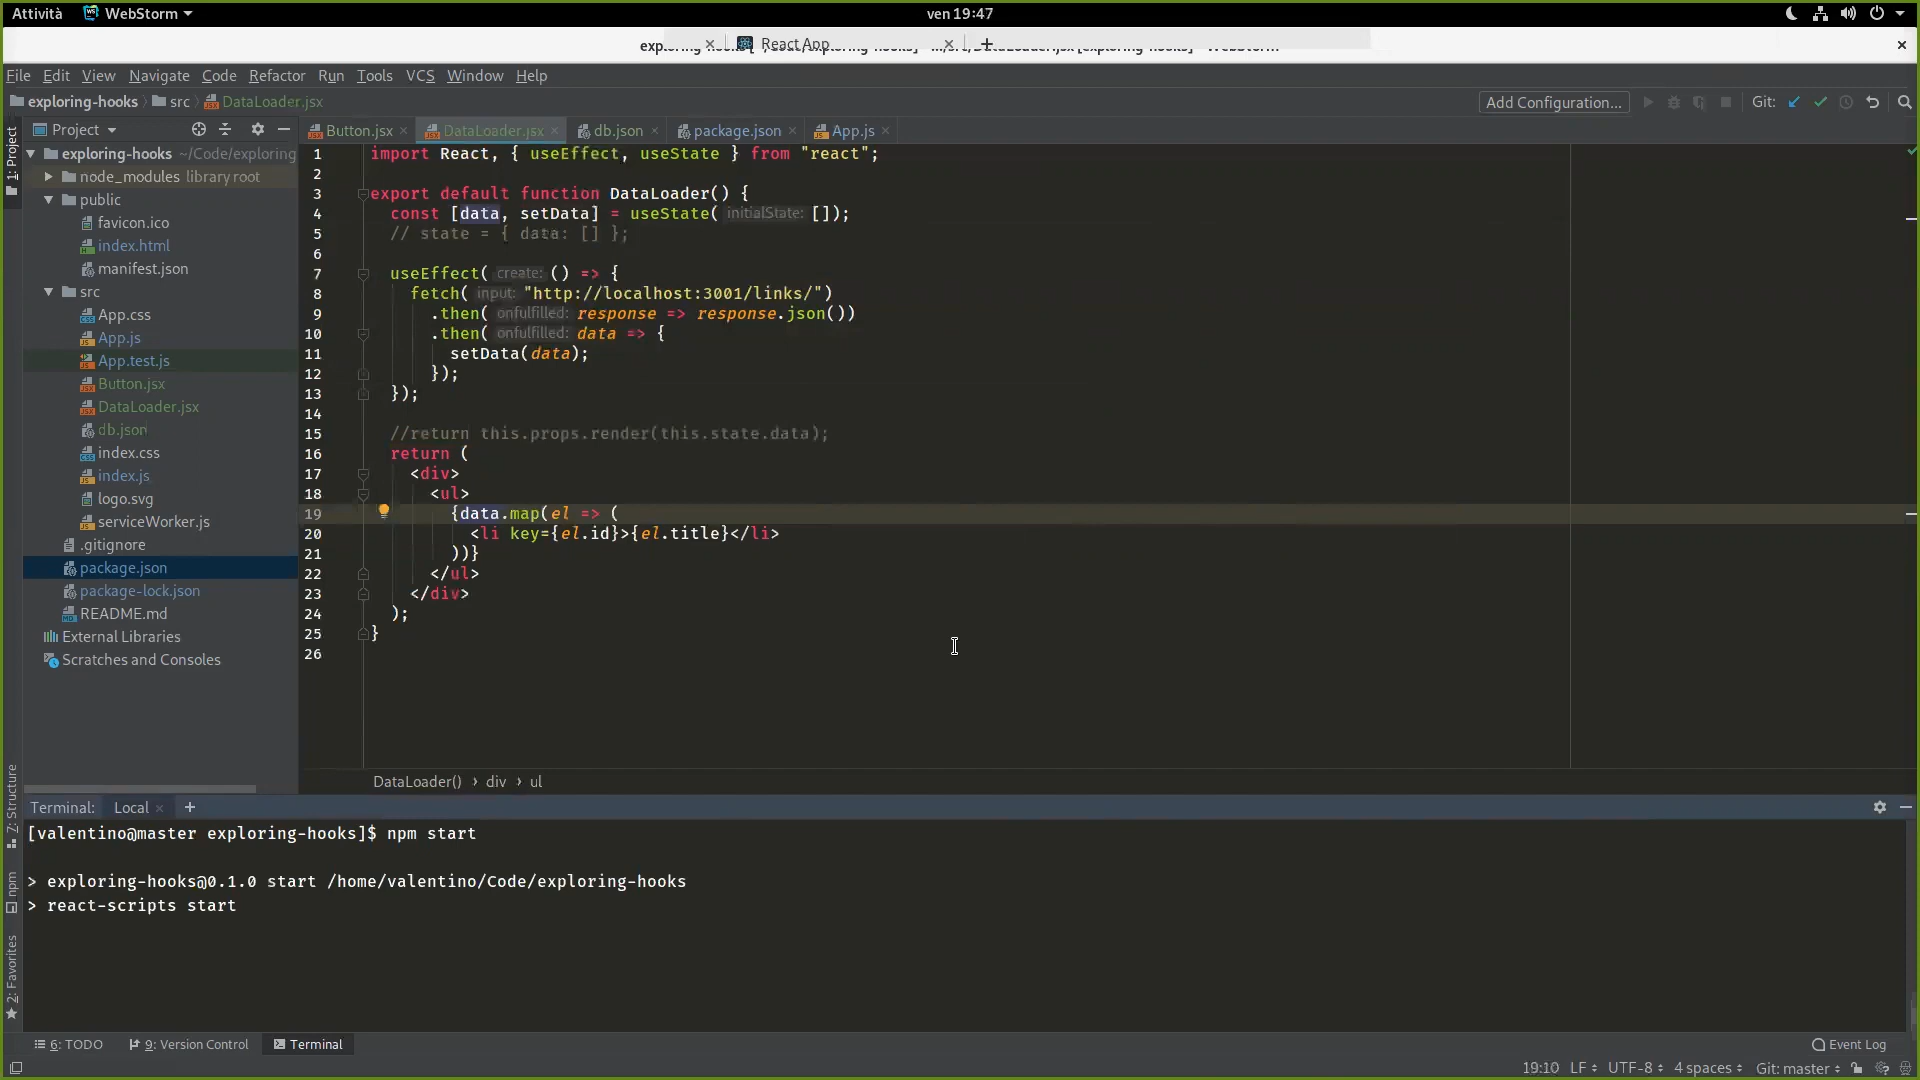 Attività WebStorm ven 19:47
React App
File Edit View Navigate Code Refactor Run Tools VCS Window Help
exploring-hooks src DataLoader.jsx Add Configuration... Git:
1: Project
Project
Button.jsx DataLoader.jsx db.json package.json App.js
exploring-hooks ~/Code/exploring
node_modules library root
public
favicon.ico
index.html
manifest.json
src
App.css
App.js
App.test.js
Button.jsx
DataLoader.jsx
db.json
index.css
index.js
logo.svg
serviceWorker.js
.gitignore
package.json
package-lock.json
README.md
External Libraries
Scratches and Consoles
1 import React, { useEffect, useState } from "react";
2
3 export default function DataLoader() {
4 const [data, setData] = useState( initialState: []);
5 // state = { data: [] };
6
7 useEffect( create: () => {
8 fetch( input: "http://localhost:3001/links/")
9 .then( onfulfilled: response => response.json())
10 .then( onfulfilled: data => {
11 setData(data);
12 });
13 });
14
15 //return this.props.render(this.state.data);
16 return (
17 <div>
18 <ul>
19 {data.map(el => (
20 <li key={el.id}>{el.title}</li>
21 ))}
22 </ul>
23 </div>
24 );
25 }
26
DataLoader() › div › ul
7: Structure
npm
2: Favorites
Terminal: Local +
[valentino@master exploring-hooks]$ npm start
> exploring-hooks@0.1.0 start /home/valentino/Code/exploring-hooks
> react-scripts start
6: TODO 9: Version Control Terminal Event Log
19:10 LF UTF-8 4 spaces Git: master